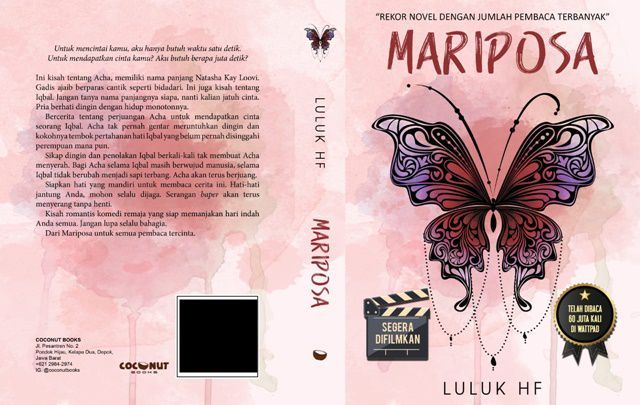 Untuk mencintai kamu, aku hanya butuh waktu satu detik.
Untuk mendapatkan cinta kamu? Aku butuh berapa juta detik?
Ini kisah tentang Acha, memiliki nama panjang Natasha Kay Loovi.
Gadis ajaib berparas cantik seperti bidadari. Ini juga kisah tentang
Iqbal. Jangan tanya nama panjangnya siapa, nanti kalian jatuh cinta.
Pria berhati dingin dengan hidup monotonnya.
Bercerita tentang perjuangan Acha untuk mendapatkan cinta
seorang Iqbal. Acha tak pernah gentar meruntuhkan dingin dan
kokohnya tembok pertahanan hati Iqbal yang belum pernah disinggahi
perempuan mana pun.
Sikap dingin dan penolakan Iqbal berkali-kali tak membuat Acha
menyerah. Bagi Acha selama Iqbal masih berwujud manusia, selama
Iqbal tidak berubah menjadi sapi terbang. Acha akan terus berjuang.
Siapkan hati yang mandiri untuk membaca cerita ini. Hati-hati
jantung Anda, mohon selalu dijaga. Serangan baper akan terus
menyerang tanpa henti.
Kisah romantis komedi remaja yang siap memanjakan hari indah
Anda semua. Jangan lupa selalu bahagia.
Dari Mariposa untuk semua pembaca tercinta.
COCONUT BOOKS
Jl. Pesantren No. 2
Pondok Hijau, Kelapa Dua, Depok,
Jawa Barat
+621 2984-2974
IG: @coconutbooks
COCONUT
BOOKS
LULUK HF
MARIPOSA
"REKOR NOVEL DENGAN JUMLAH PEMBACA TERBANYAK"
MARIPOSA
SEGERA
DIFILMKAN
TELAH DIBACA
60 JUTA KALI
DI WATTPAD
LULUK HF